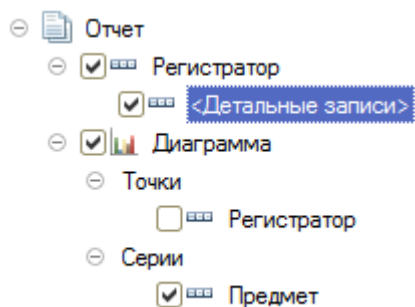 Отчет
Регистратор
<Детальные записи>
Диаграмма
Точки
Регистратор
Серии
Предмет